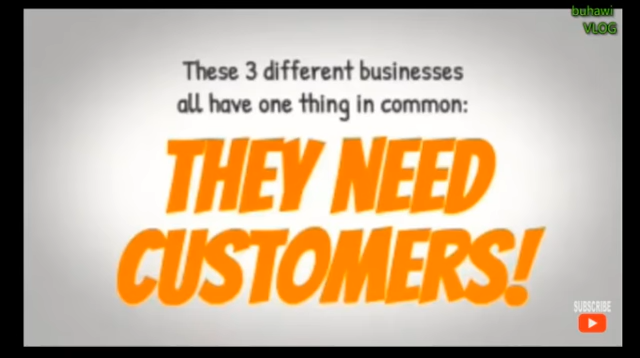 buhawi
VLOG
These 3 different businesses
all have one thing in common:
THEY NEED
CUSTOMERS!
SUBSCRIBE